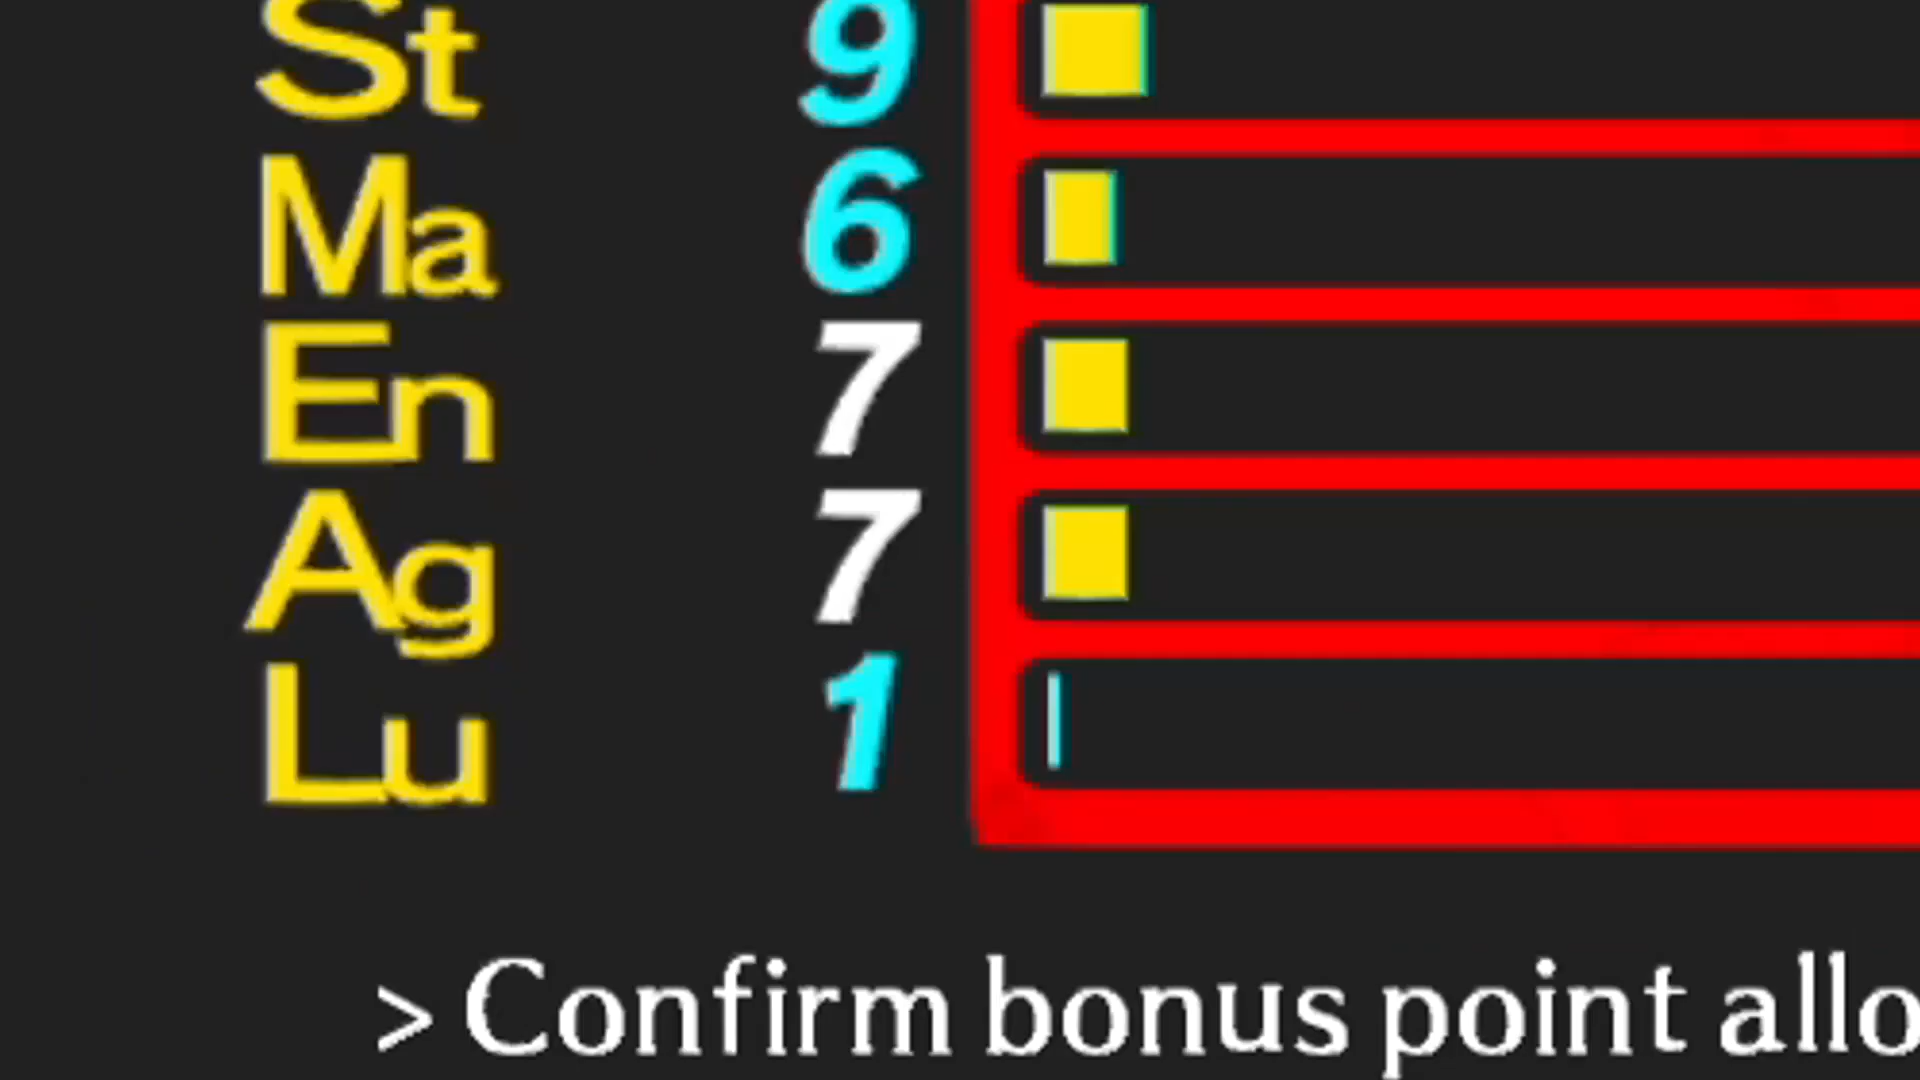 St 9
Ma 6
En 7
Ag 7
Lu 1
> Confirm bonus point allo